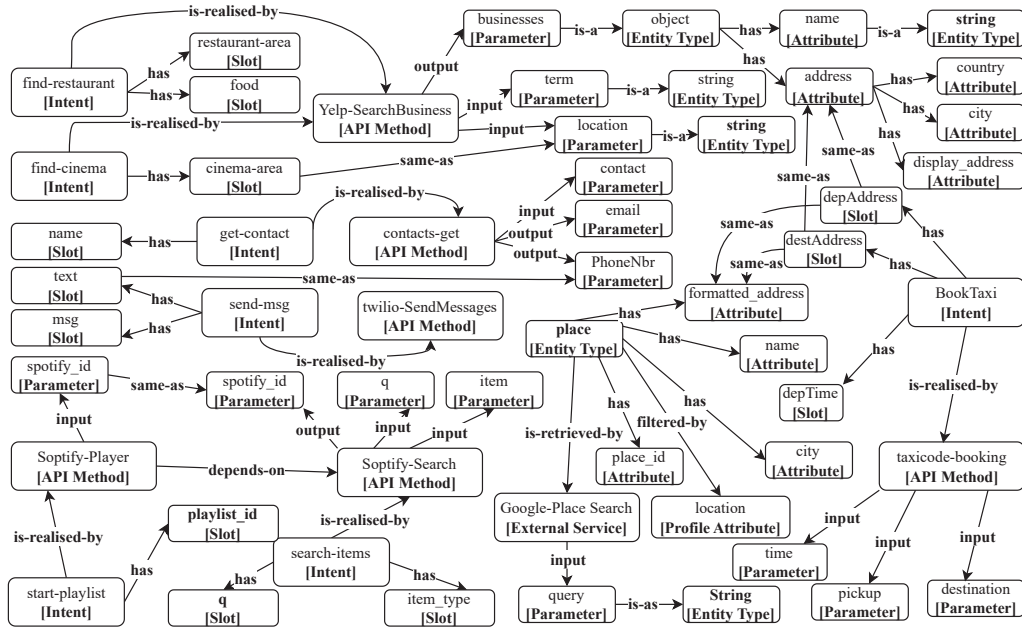 is-realised-by
businesses
[Parameter]
is-a
object
[Entity Type]
has
name
[Attribute]
is-a
string
[Entity Type]
find-restaurant
[Intent]
has
restaurant-area
[Slot]
has
food
[Slot]
output
has
address
[Attribute]
country
[Attribute]
has
has
city
[Attribute]
has
display_address
[Attribute]
is-realised-by
Yelp-SearchBusiness
[API Method]
input
term
[Parameter]
is-a
string
[Entity Type]
input
location
[Parameter]
is-a
string
[Entity Type]
find-cinema
[Intent]
has
cinema-area
[Slot]
same-as
same-as
same-as
depAddress
[Slot]
is-realised-by
contact
[Parameter]
name
[Slot]
has
get-contact
[Intent]
contacts-get
[API Method]
input
output
output
email
[Parameter]
PhoneNbr
[Parameter]
same-as
destAddress
[Slot]
same-as
has
has
text
[Slot]
same-as
has
send-msg
[Intent]
has
msg
[Slot]
twilio-SendMessages
[API Method]
is-realised-by
formatted_address
[Attribute]
has
place
[Entity Type]
has
name
[Attribute]
BookTaxi
[Intent]
has
depTime
[Slot]
is-realised-by
spotify_id
[Parameter]
same-as
spotify_id
[Parameter]
q
[Parameter]
item
[Parameter]
input
output
input
input
is-retrieved-by
has
filtered-by
has
Soptify-Player
[API Method]
depends-on
Soptify-Search
[API Method]
place_id
[Attribute]
city
[Attribute]
taxicode-booking
[API Method]
Google-Place Search
[External Service]
location
[Profile Attribute]
is-realised-by
playlist_id
[Slot]
is-realised-by
has
search-items
[Intent]
input
input
time
[Parameter]
input
input
start-playlist
[Intent]
has
q
[Slot]
has
item_type
[Slot]
query
[Parameter]
is-as
String
[Entity Type]
pickup
[Parameter]
destination
[Parameter]